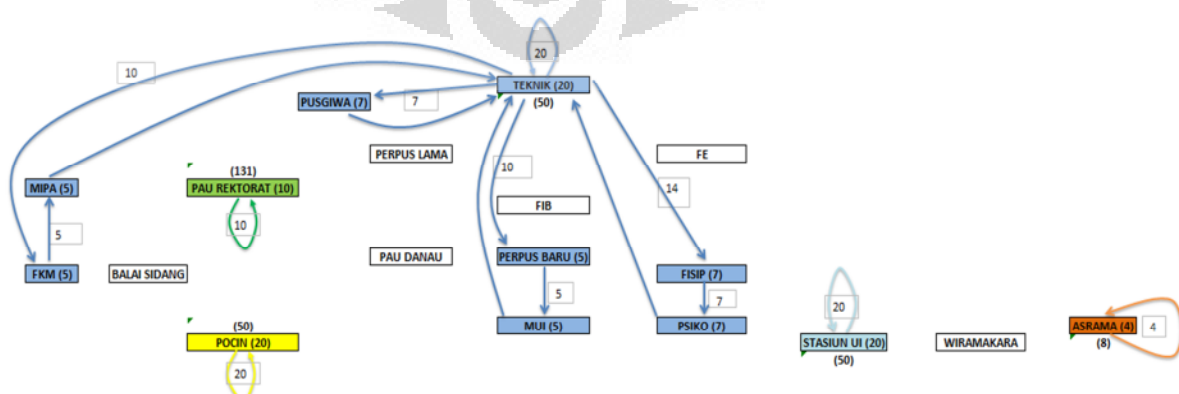 20
10
TEKNIK (20)
PUSGIWA (7)
7
(50)
PERPUS LAMA
FE
(131)
10
MIPA (5)
PAU REKTORAT (10)
14
FIB
10
5
PAU DANAU
PERPUS BARU (5)
FKM (5)
BALAI SIDANG
FISIP (7)
5
7
20
(50)
MUI (5)
PSIKO (7)
ASRAMA (4)
4
POCIN (20)
STASIUN UI (20)
WIRAMAKARA
(8)
(50)
20